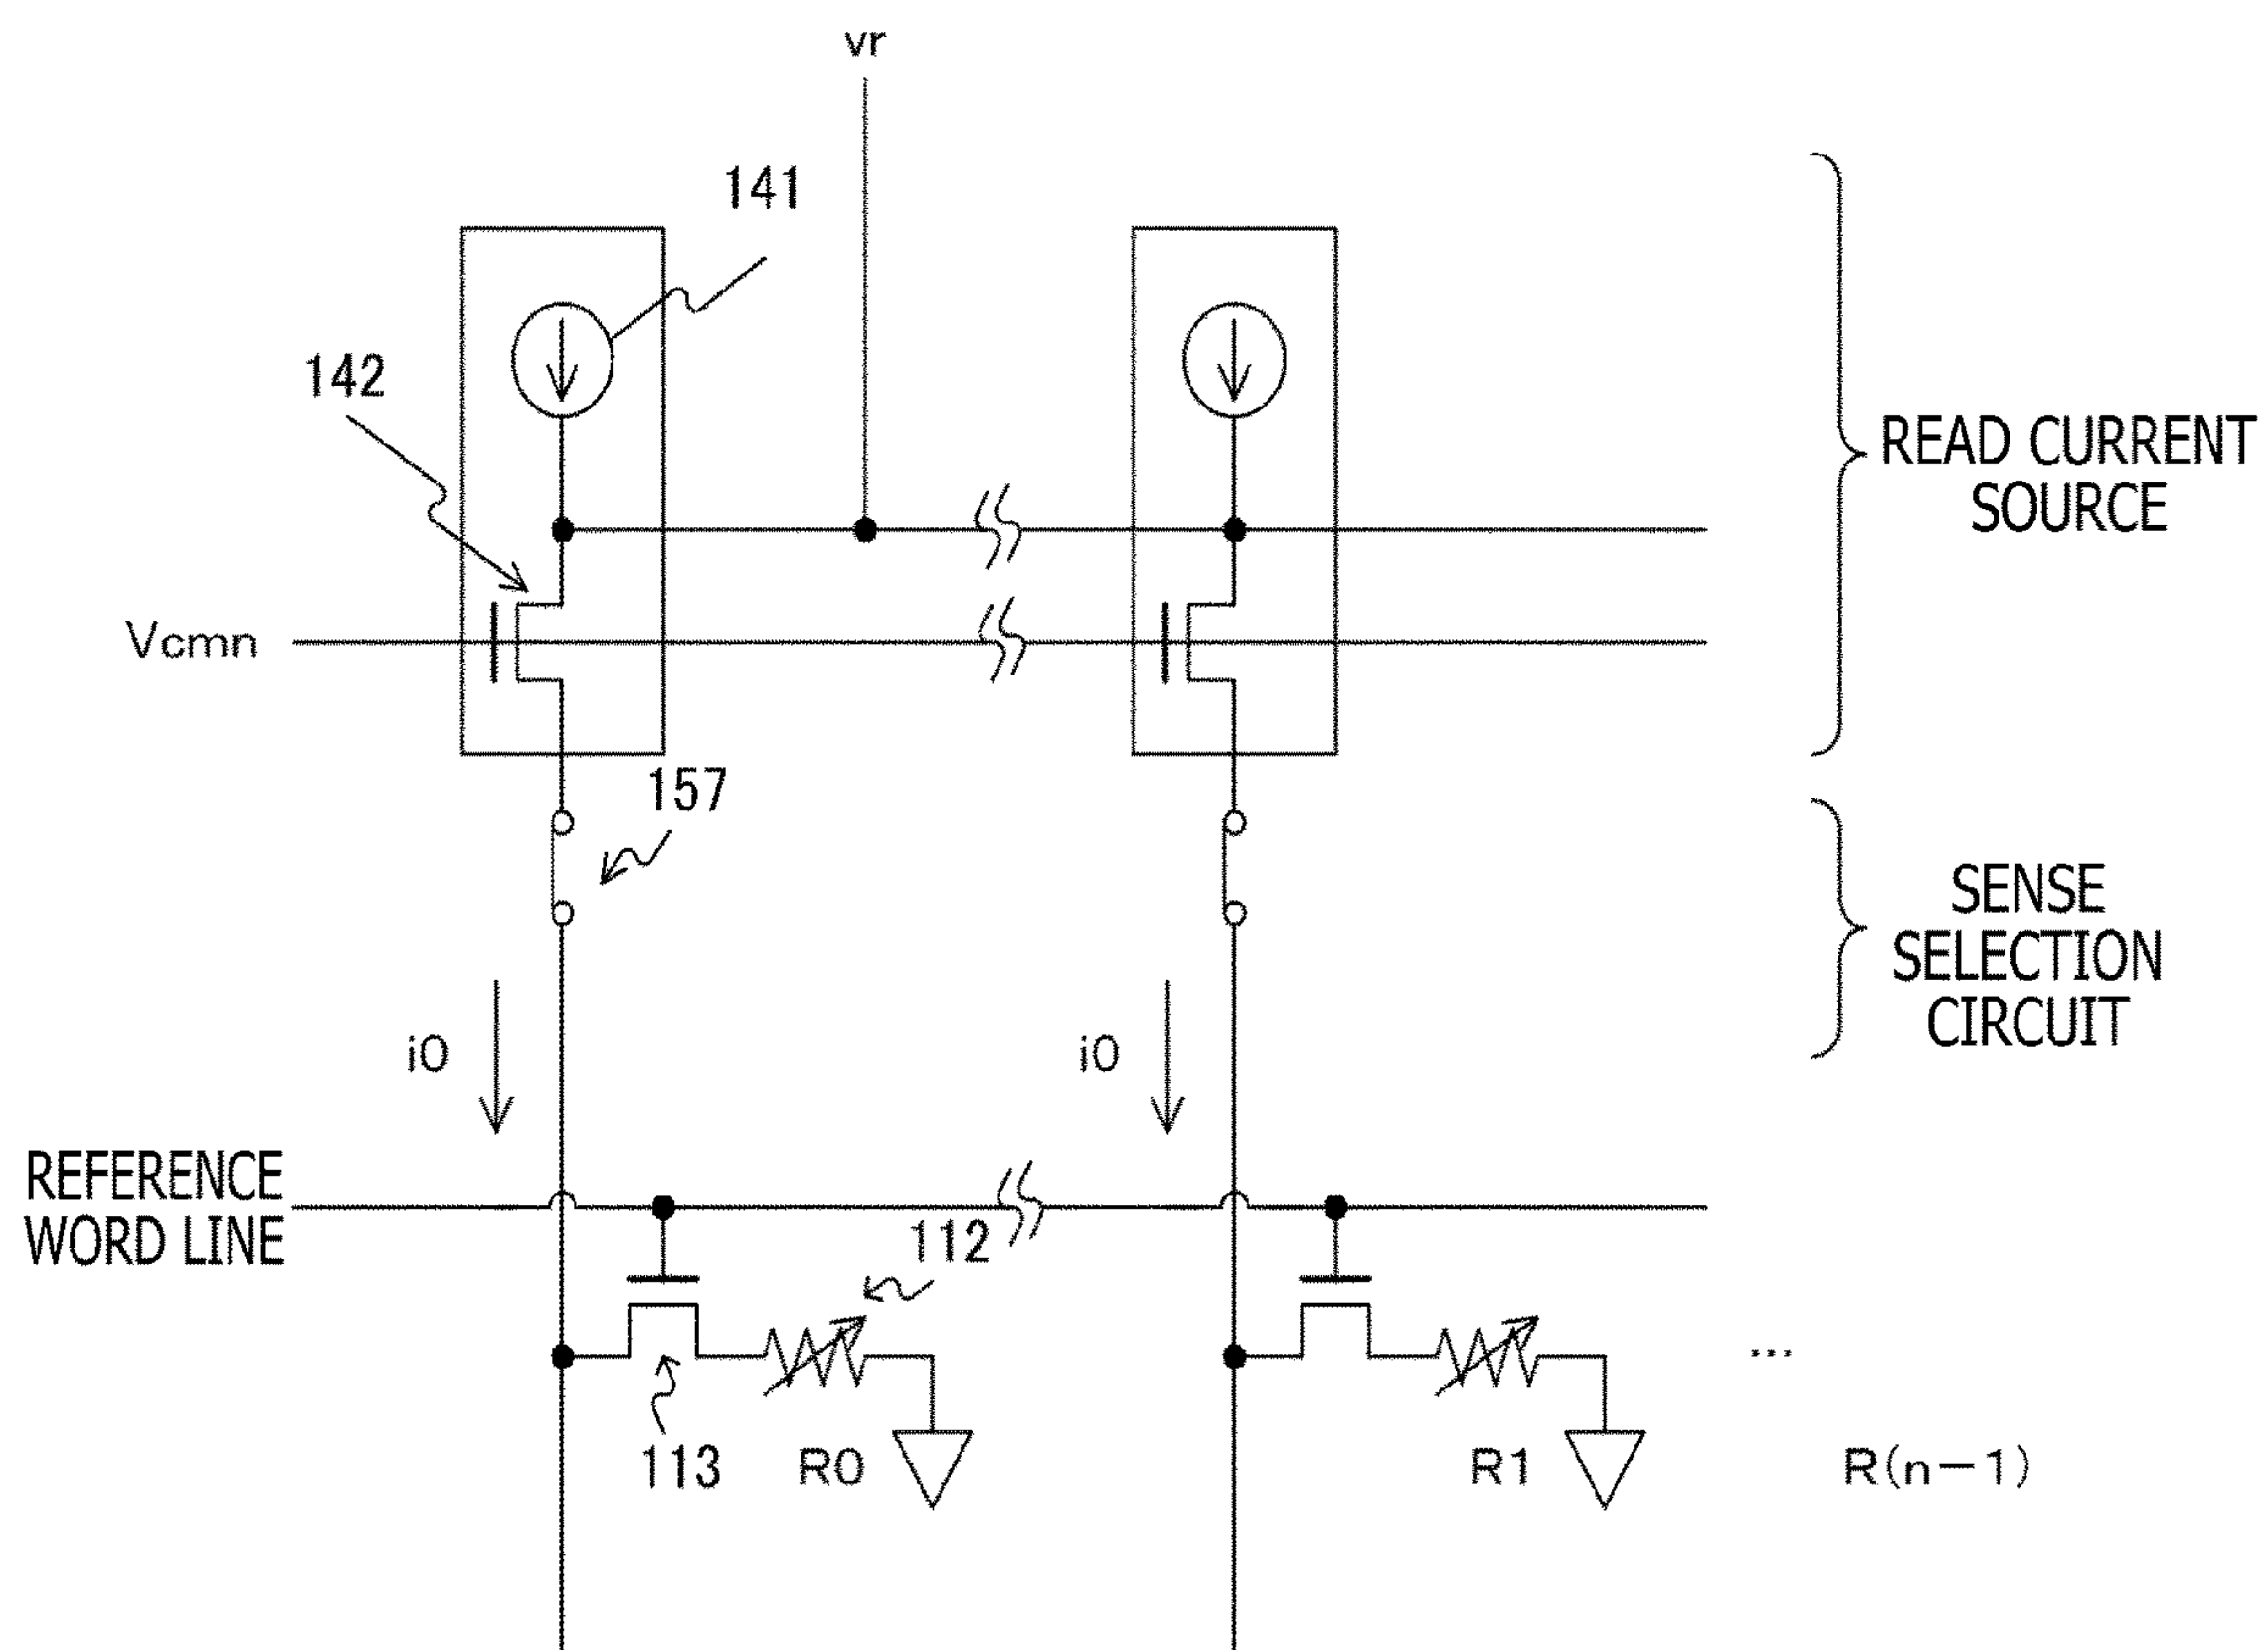 vr
141
142
READ CURRENT
SOURCE
Vcmn
157
SENSE
SELECTION
CIRCUIT
i0
i0
REFERENCE
WORD LINE
112
113
R0
R1
...
R(n−1)